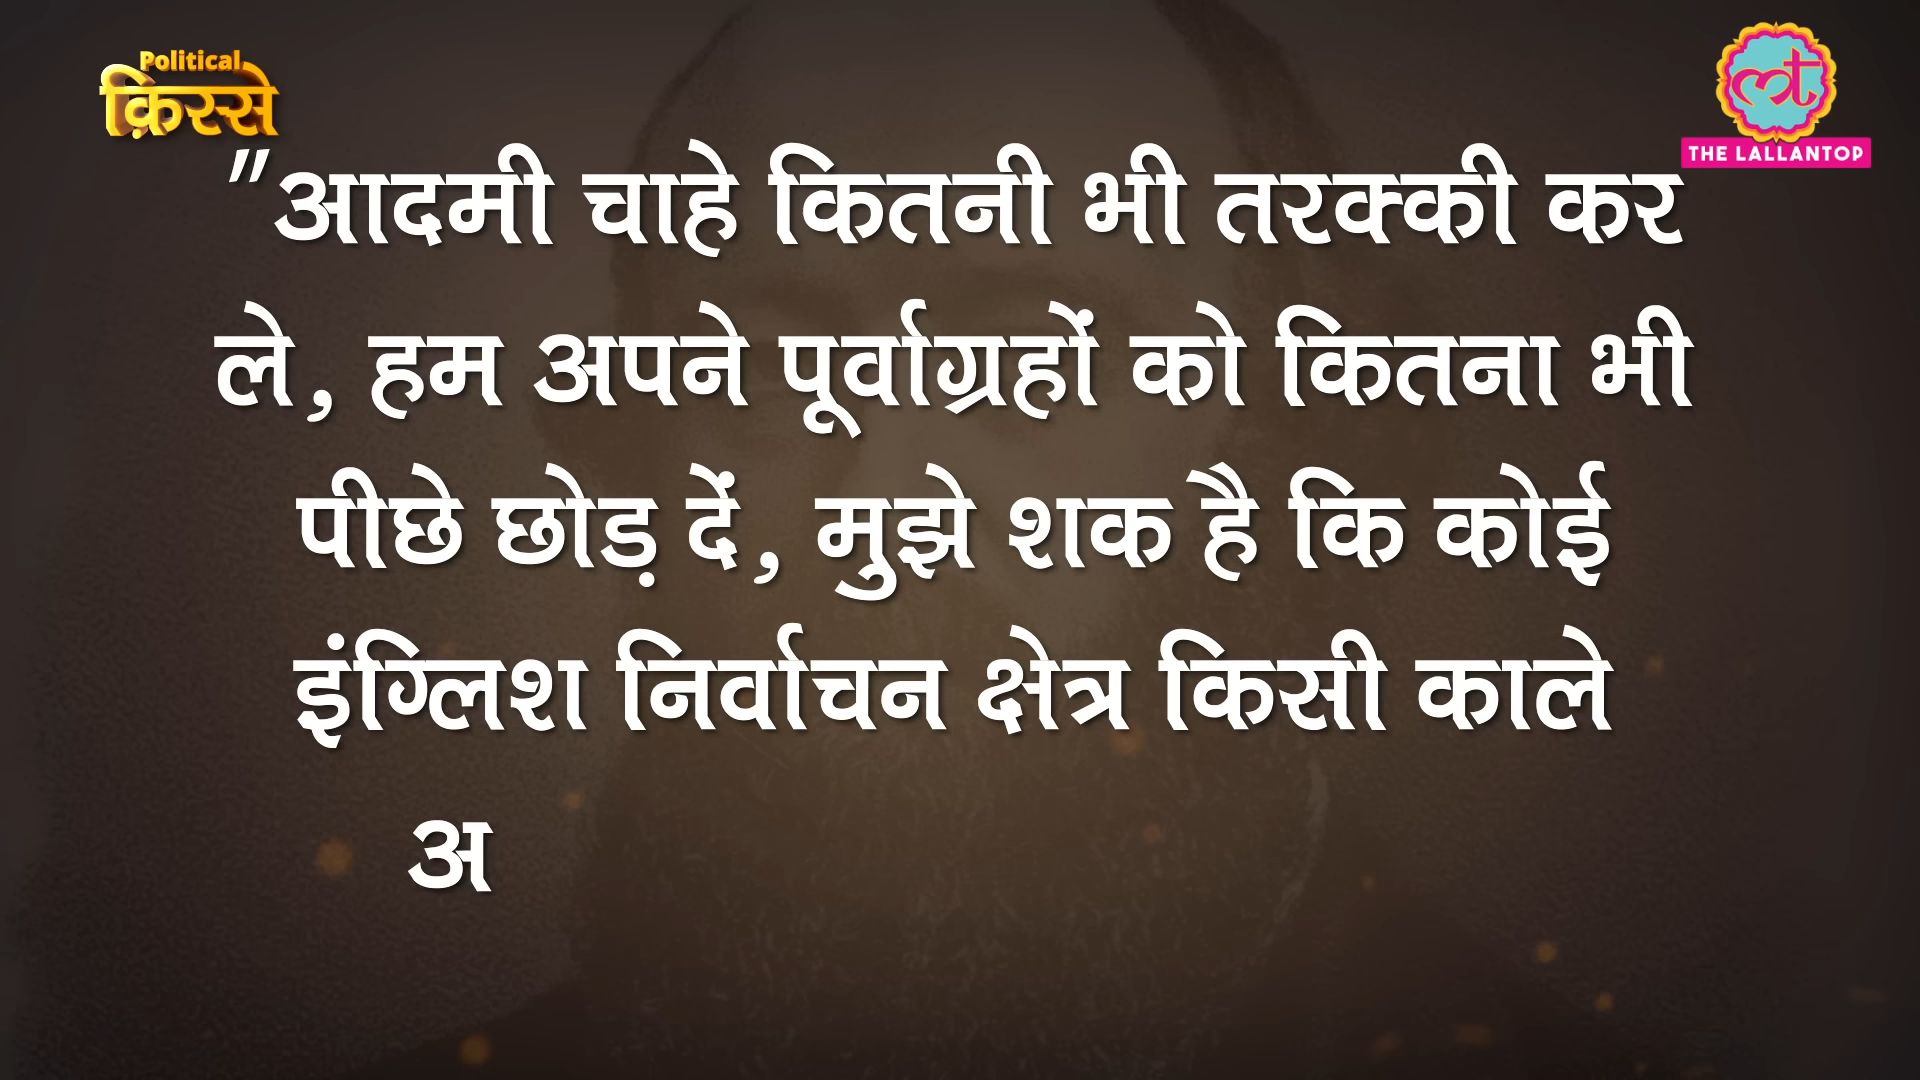 Political
क़िस्से
THE LALLANTOP
"आदमी चाहे कितनी भी तरक्की कर
ले, हम अपने पूर्वाग्रहों को कितना भी
पीछे छोड़ दें, मुझे शक है कि कोई
इंग्लिश निर्वाचन क्षेत्र किसी काले
अ